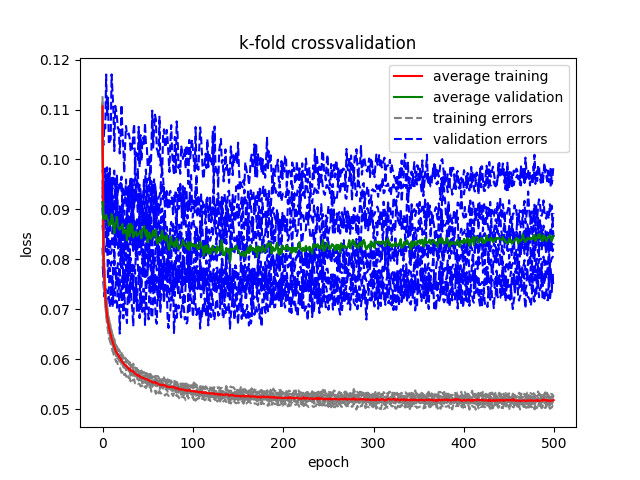 k-fold crossvalidation
0.12
0.11
0.10
0.09
0.08
0.07
0.06
0.05
loss
average training
average validation
training errors
validation errors
0 100 200 300 400 500
epoch